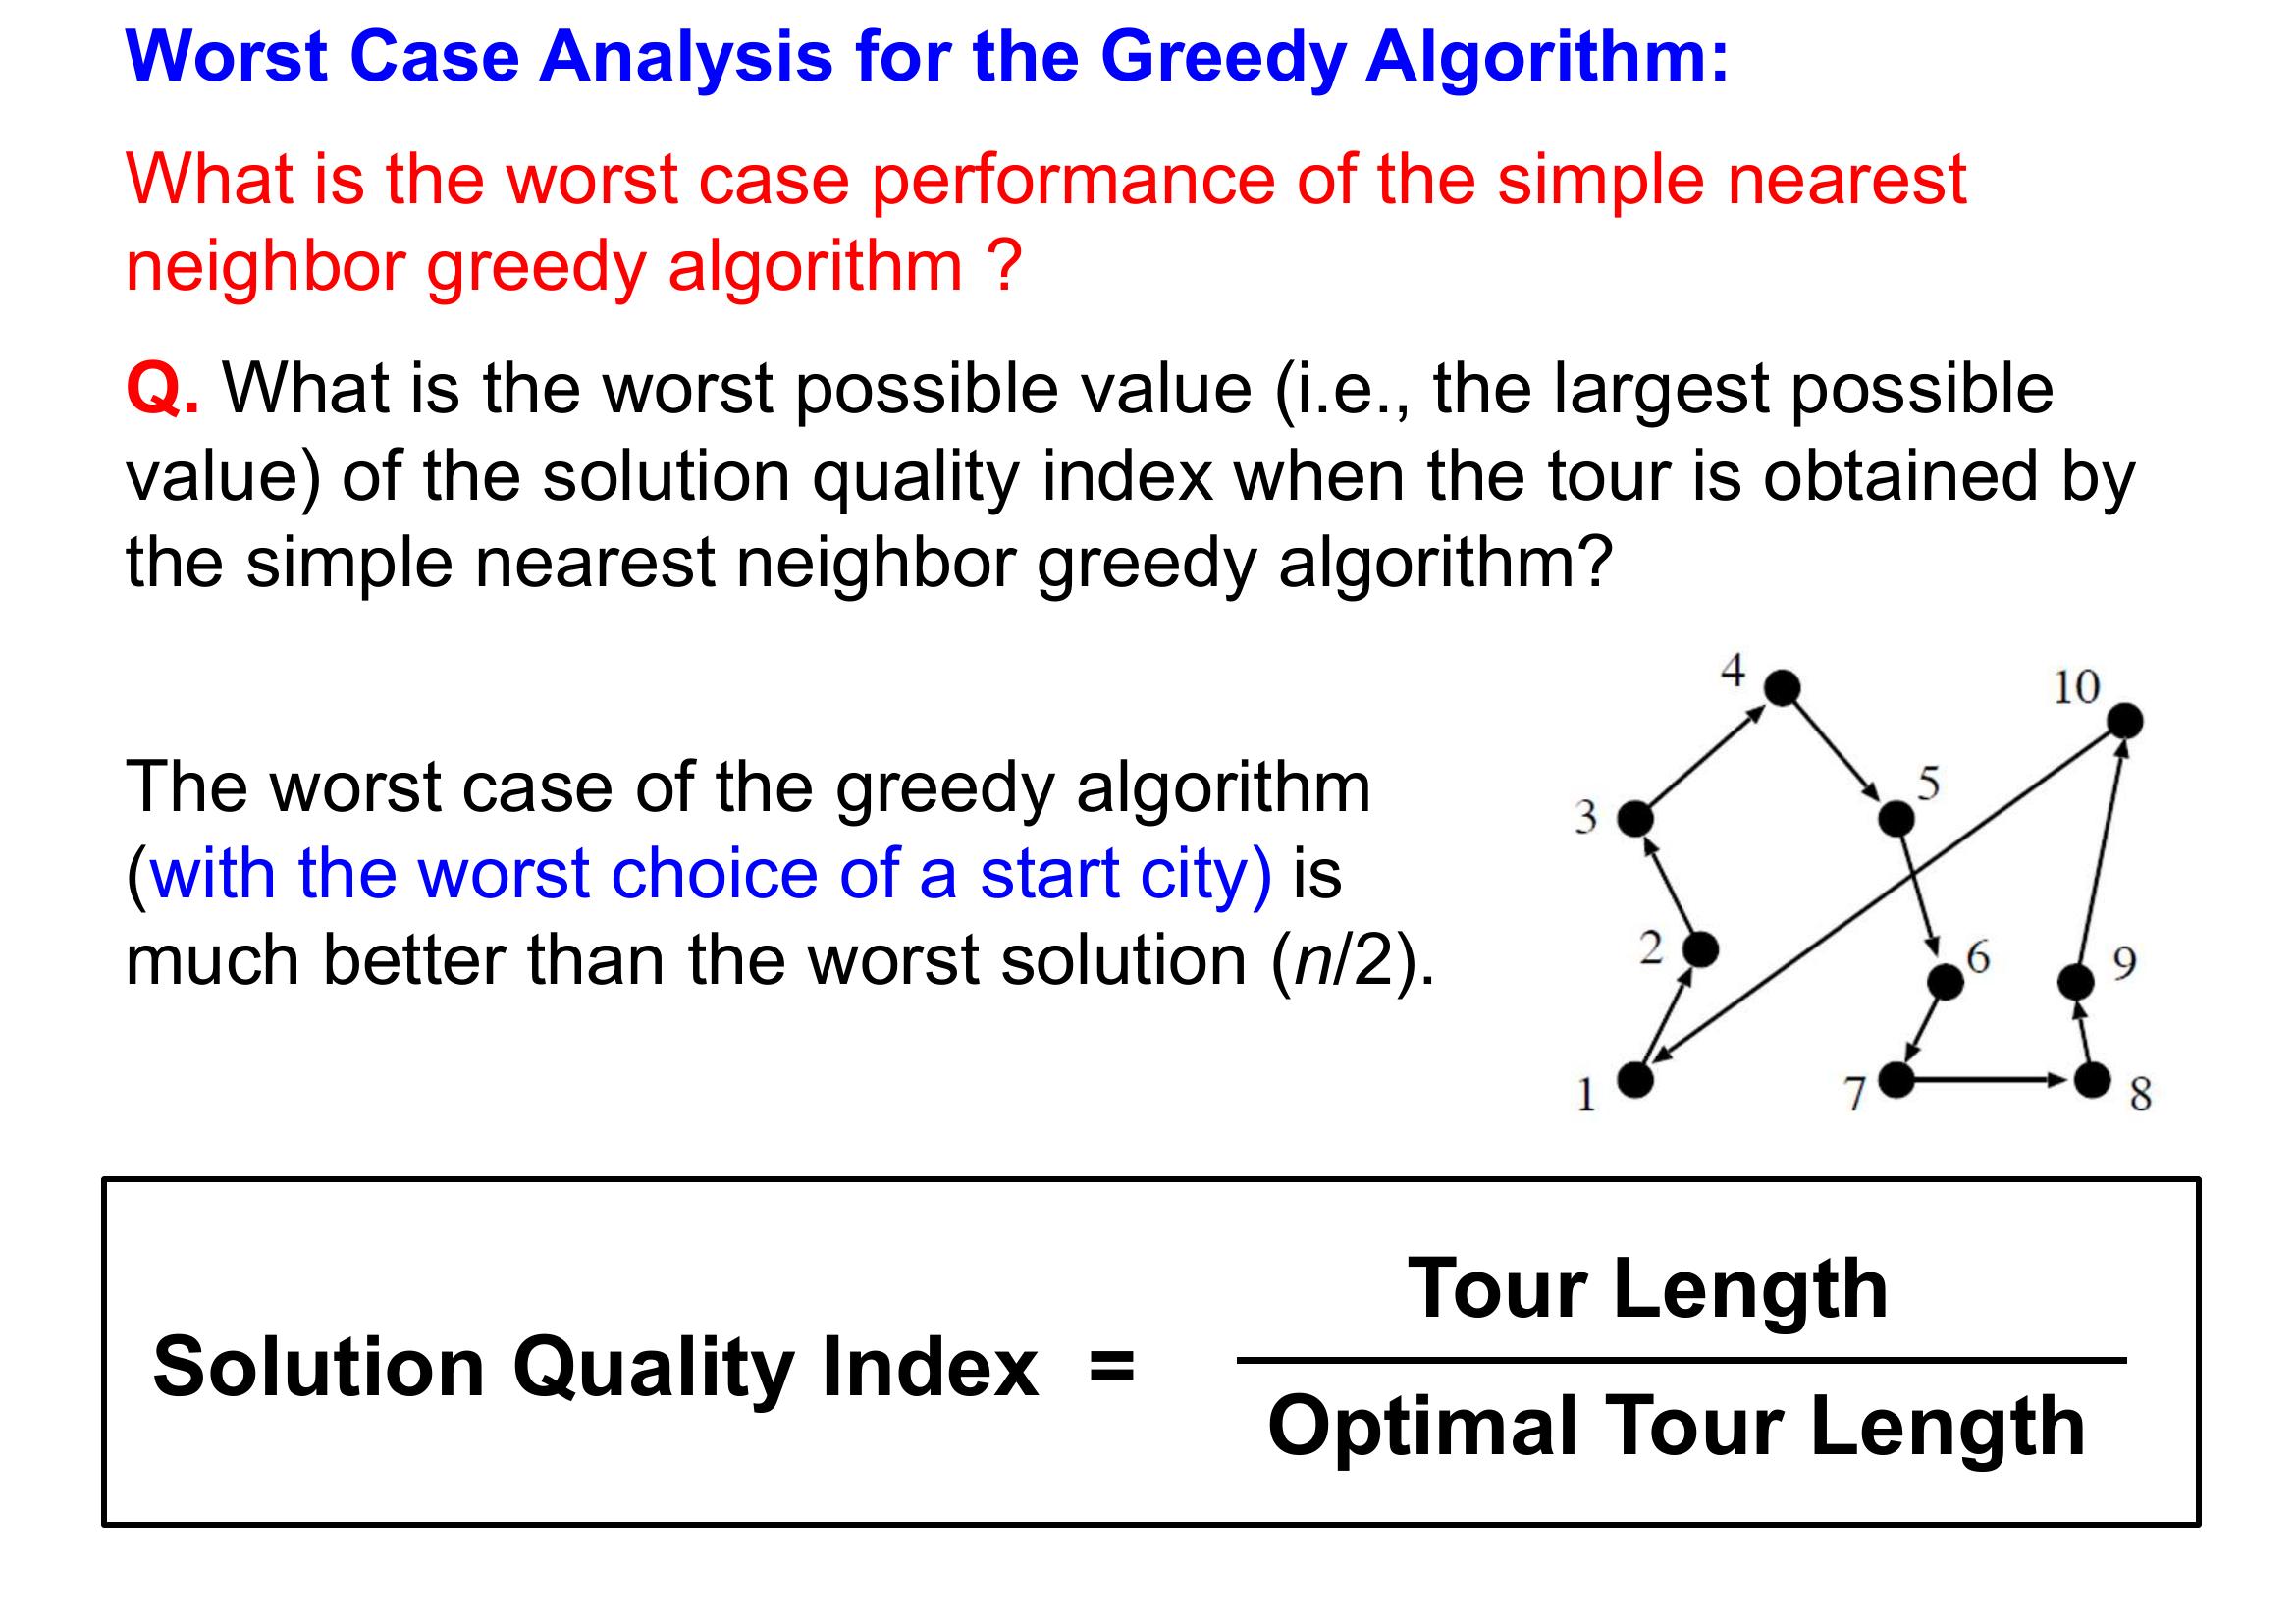 Worst Case Analysis for the Greedy Algorithm:
What is the worst case performance of the simple nearest
neighbor greedy algorithm ?
Q. What is the worst possible value (i.e., the largest possible
value) of the solution quality index when the tour is obtained by
the simple nearest neighbor greedy algorithm?
The worst case of the greedy algorithm
(with the worst choice of a start city) is
much better than the worst solution (n/2).
4
10
5
3
2
6
9
1
7
8
Tour Length
Solution Quality Index =
Optimal Tour Length